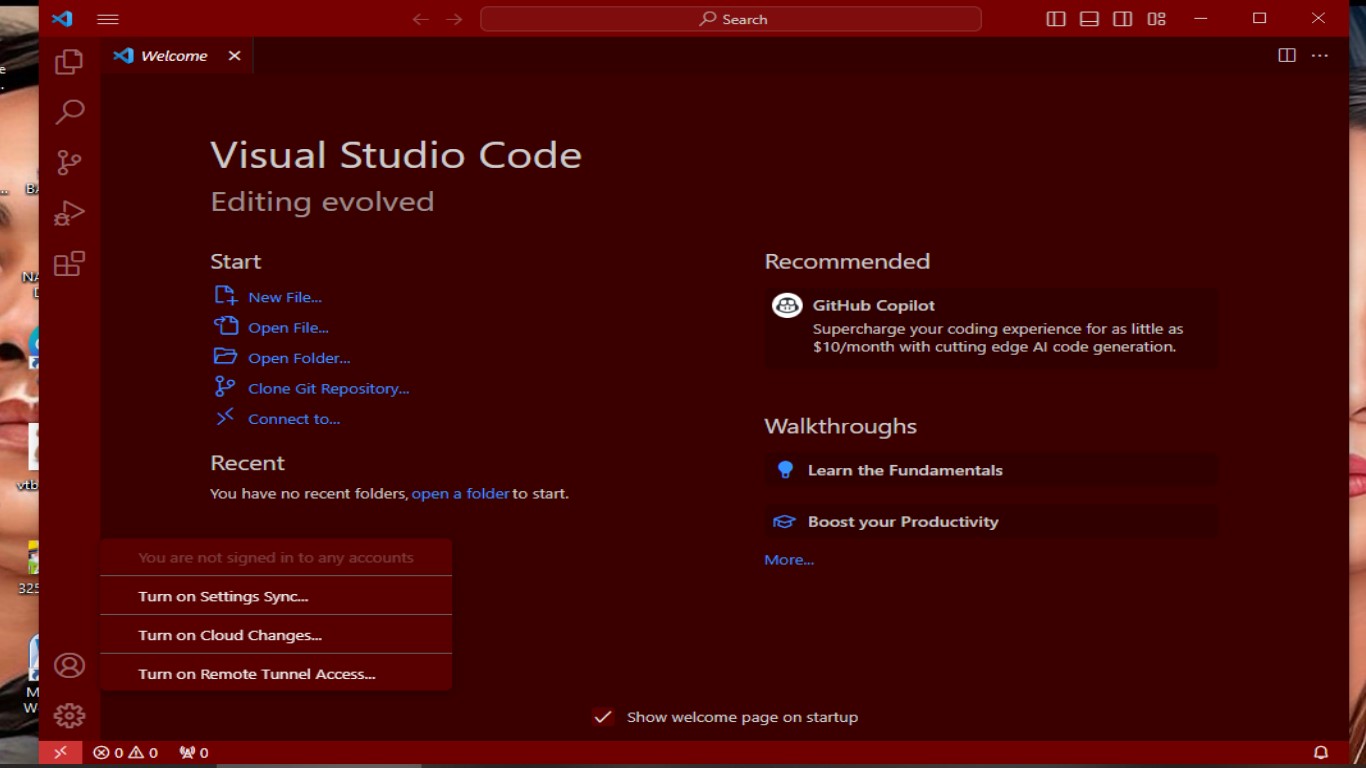 Search
Welcome
Visual Studio Code
Editing evolved
Start
New File...
Open File...
Open Folder...
Clone Git Repository...
Connect to...
Recent
You have no recent folders, open a folder to start.
Recommended
GitHub Copilot
Supercharge your coding experience for as little as
$10/month with cutting edge AI code generation.
Walkthroughs
Learn the Fundamentals
Boost your Productivity
More...
You are not signed in to any accounts
Turn on Settings Sync...
Turn on Cloud Changes...
Turn on Remote Tunnel Access...
Show welcome page on startup
0 0 0